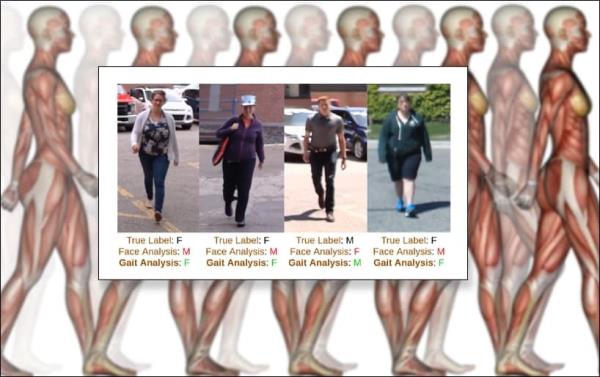 True Label: F
Face Analysis: M
Gait Analysis: F
True Label: F
Face Analysis: M
Gait Analysis: F
True Label: M
Face Analysis: F
Gait Analysis: M
True Label: F
Face Analysis: M
Gait Analysis: F